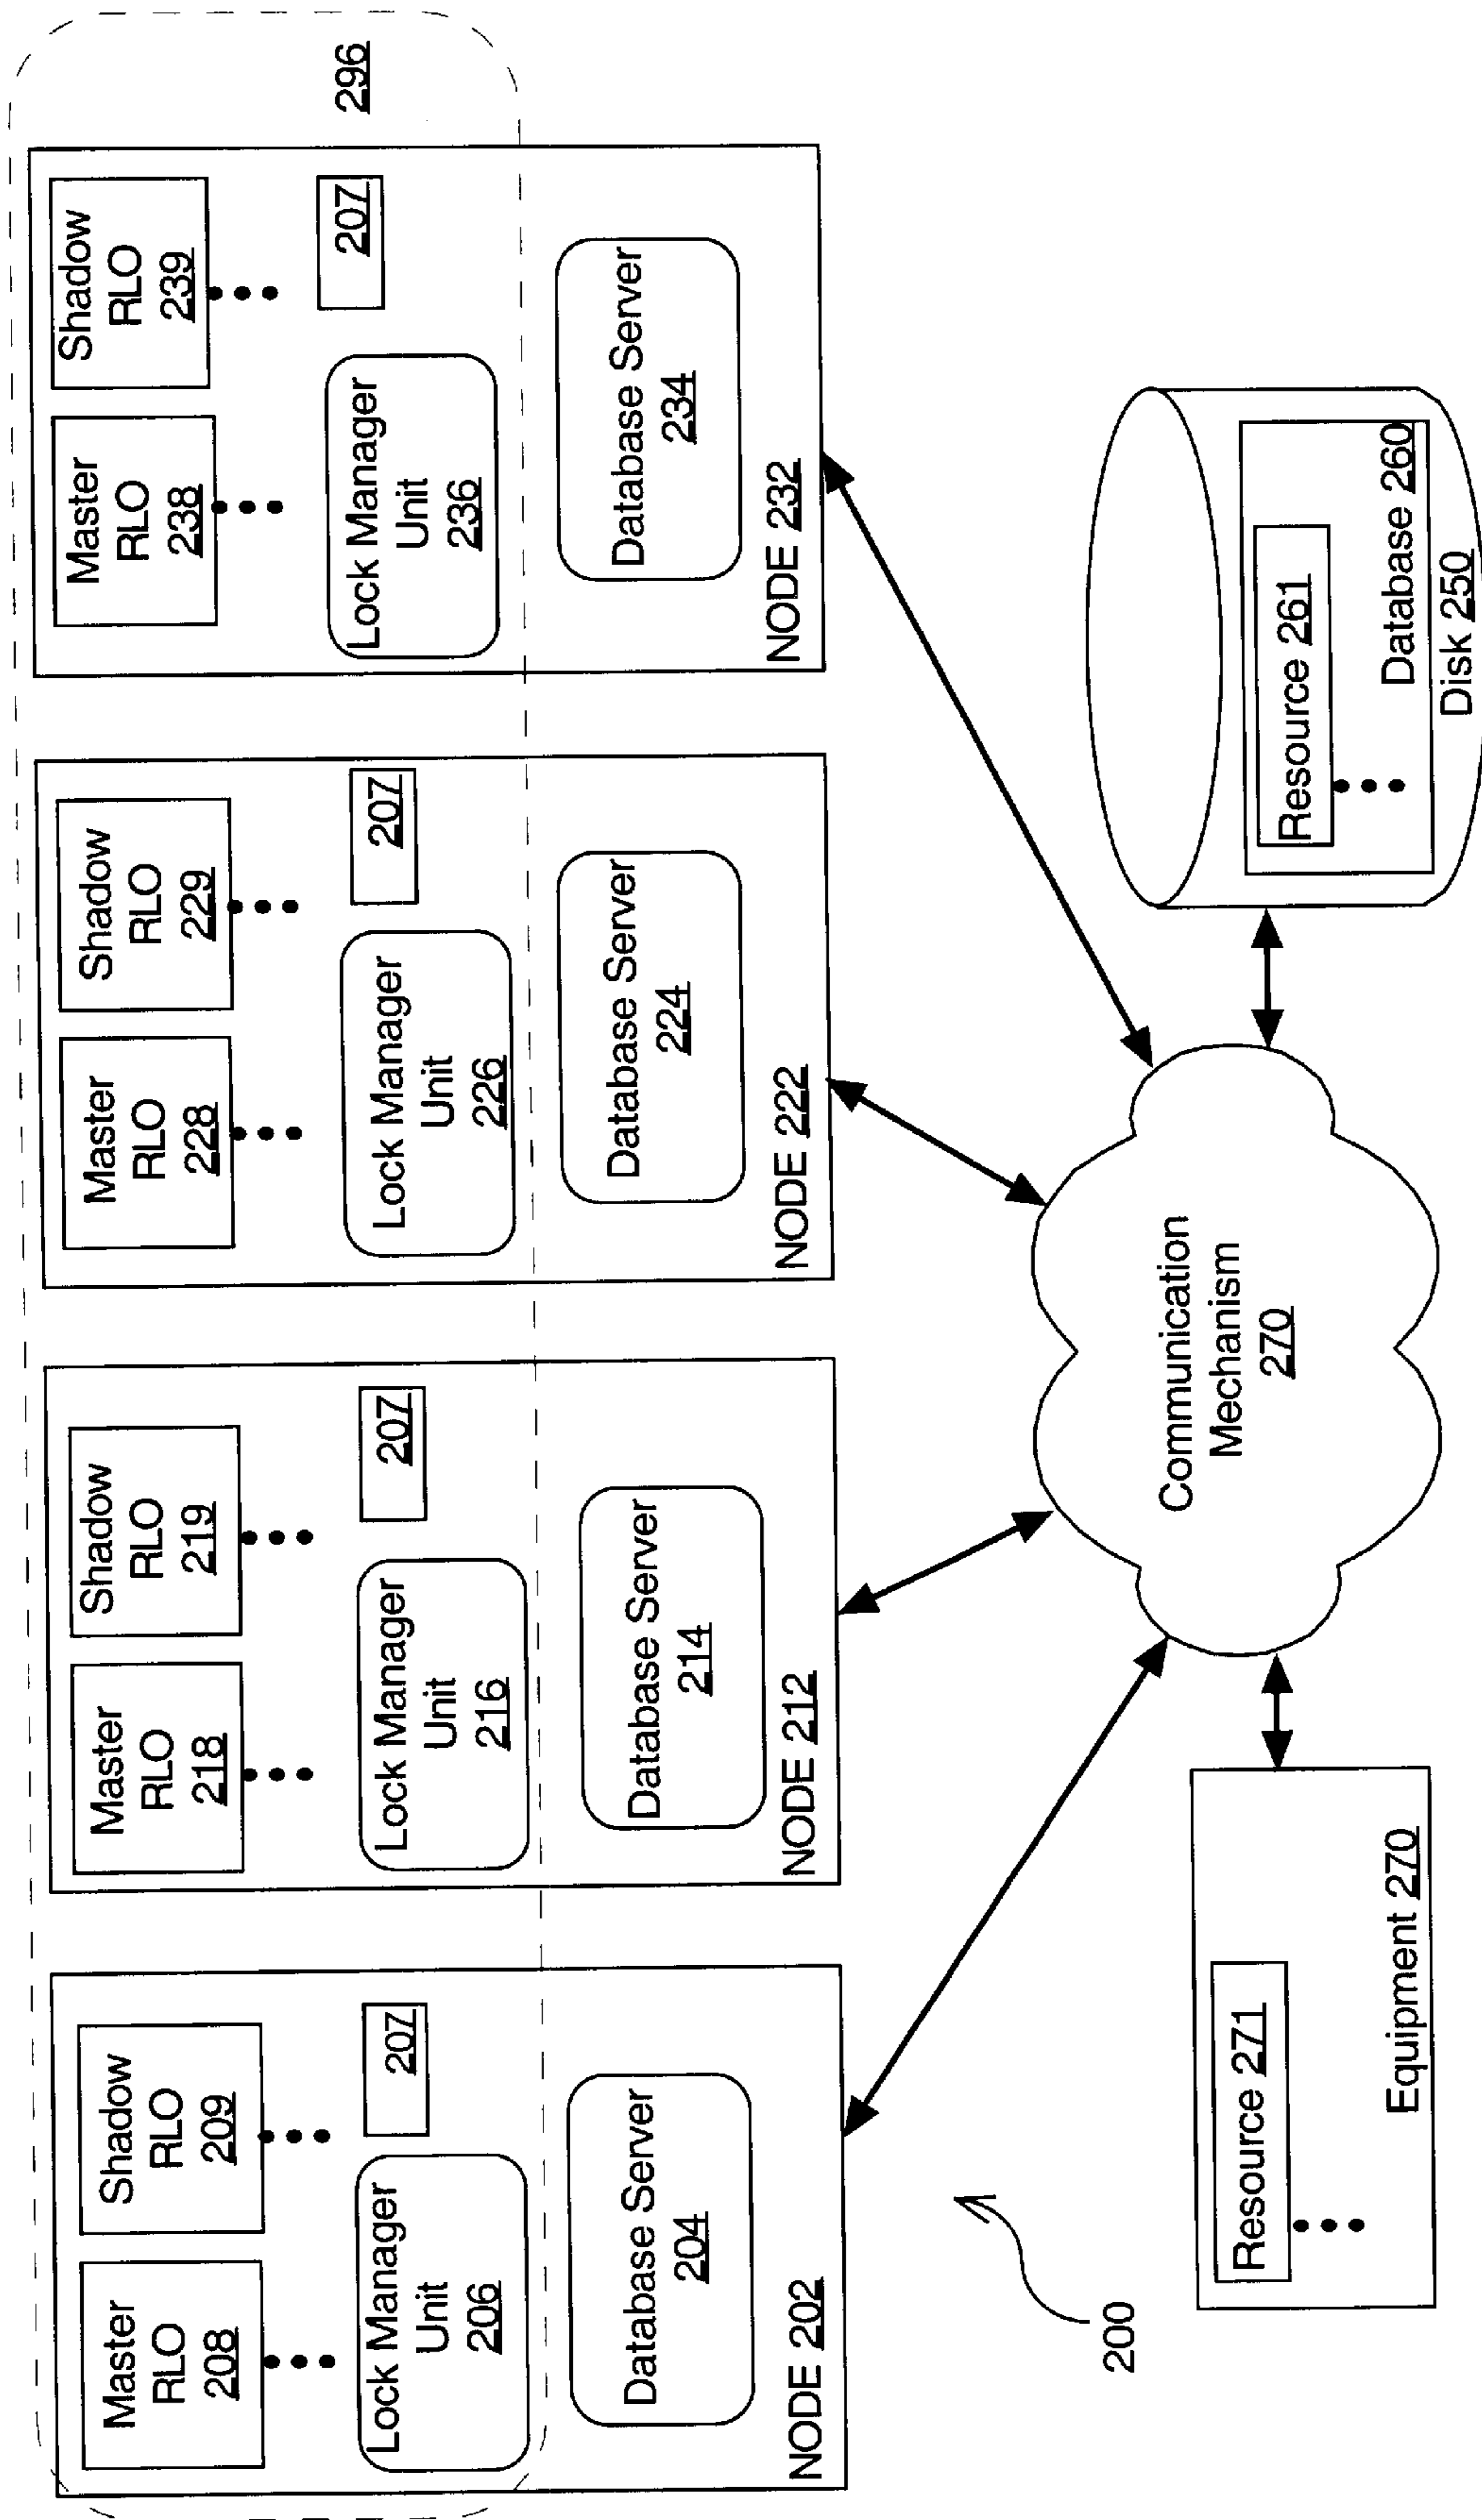 Master
RLO
208
Shadow
RLO
209
Lock Manager
Unit
206
207
Database Server
204
NODE 202
Master
RLO
218
Shadow
RLO
219
Lock Manager
Unit
216
207
Database Server
214
NODE 212
Master
RLO
228
Shadow
RLO
229
Lock Manager
Unit
226
207
Database Server
224
NODE 222
Master
RLO
238
Shadow
RLO
239
Lock Manager
Unit
236
207
Database Server
234
NODE 232
296
200
Communication
Mechanism
270
Resource 271
Equipment 270
Resource 261
Database 260
Disk 250